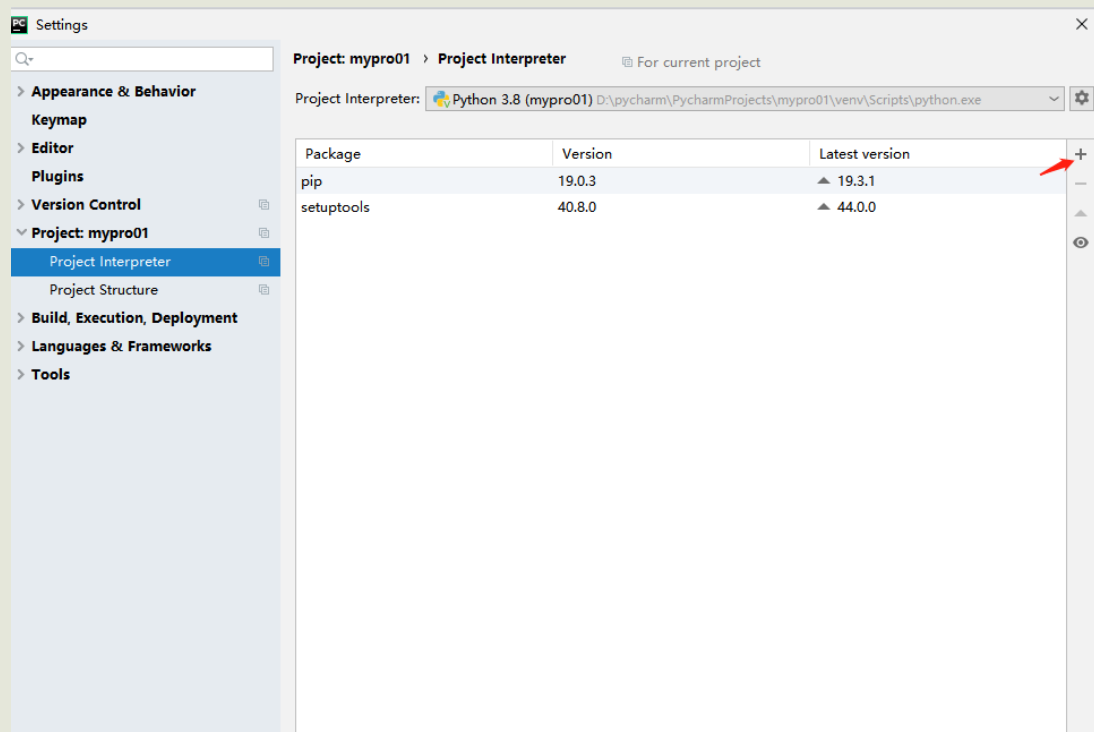 PC Settings
Project: mypro01 › Project Interpreter For current project
Appearance & Behavior
Keymap
Editor
Plugins
Version Control
Project: mypro01
Project Interpreter
Project Structure
Build, Execution, Deployment
Languages & Frameworks
Tools
Project Interpreter: Python 3.8 (mypro01) D:\pycharm\PycharmProjects\mypro01\venv\Scripts\python.exe
Package Version Latest version
pip 19.0.3 19.3.1
setuptools 40.8.0 44.0.0